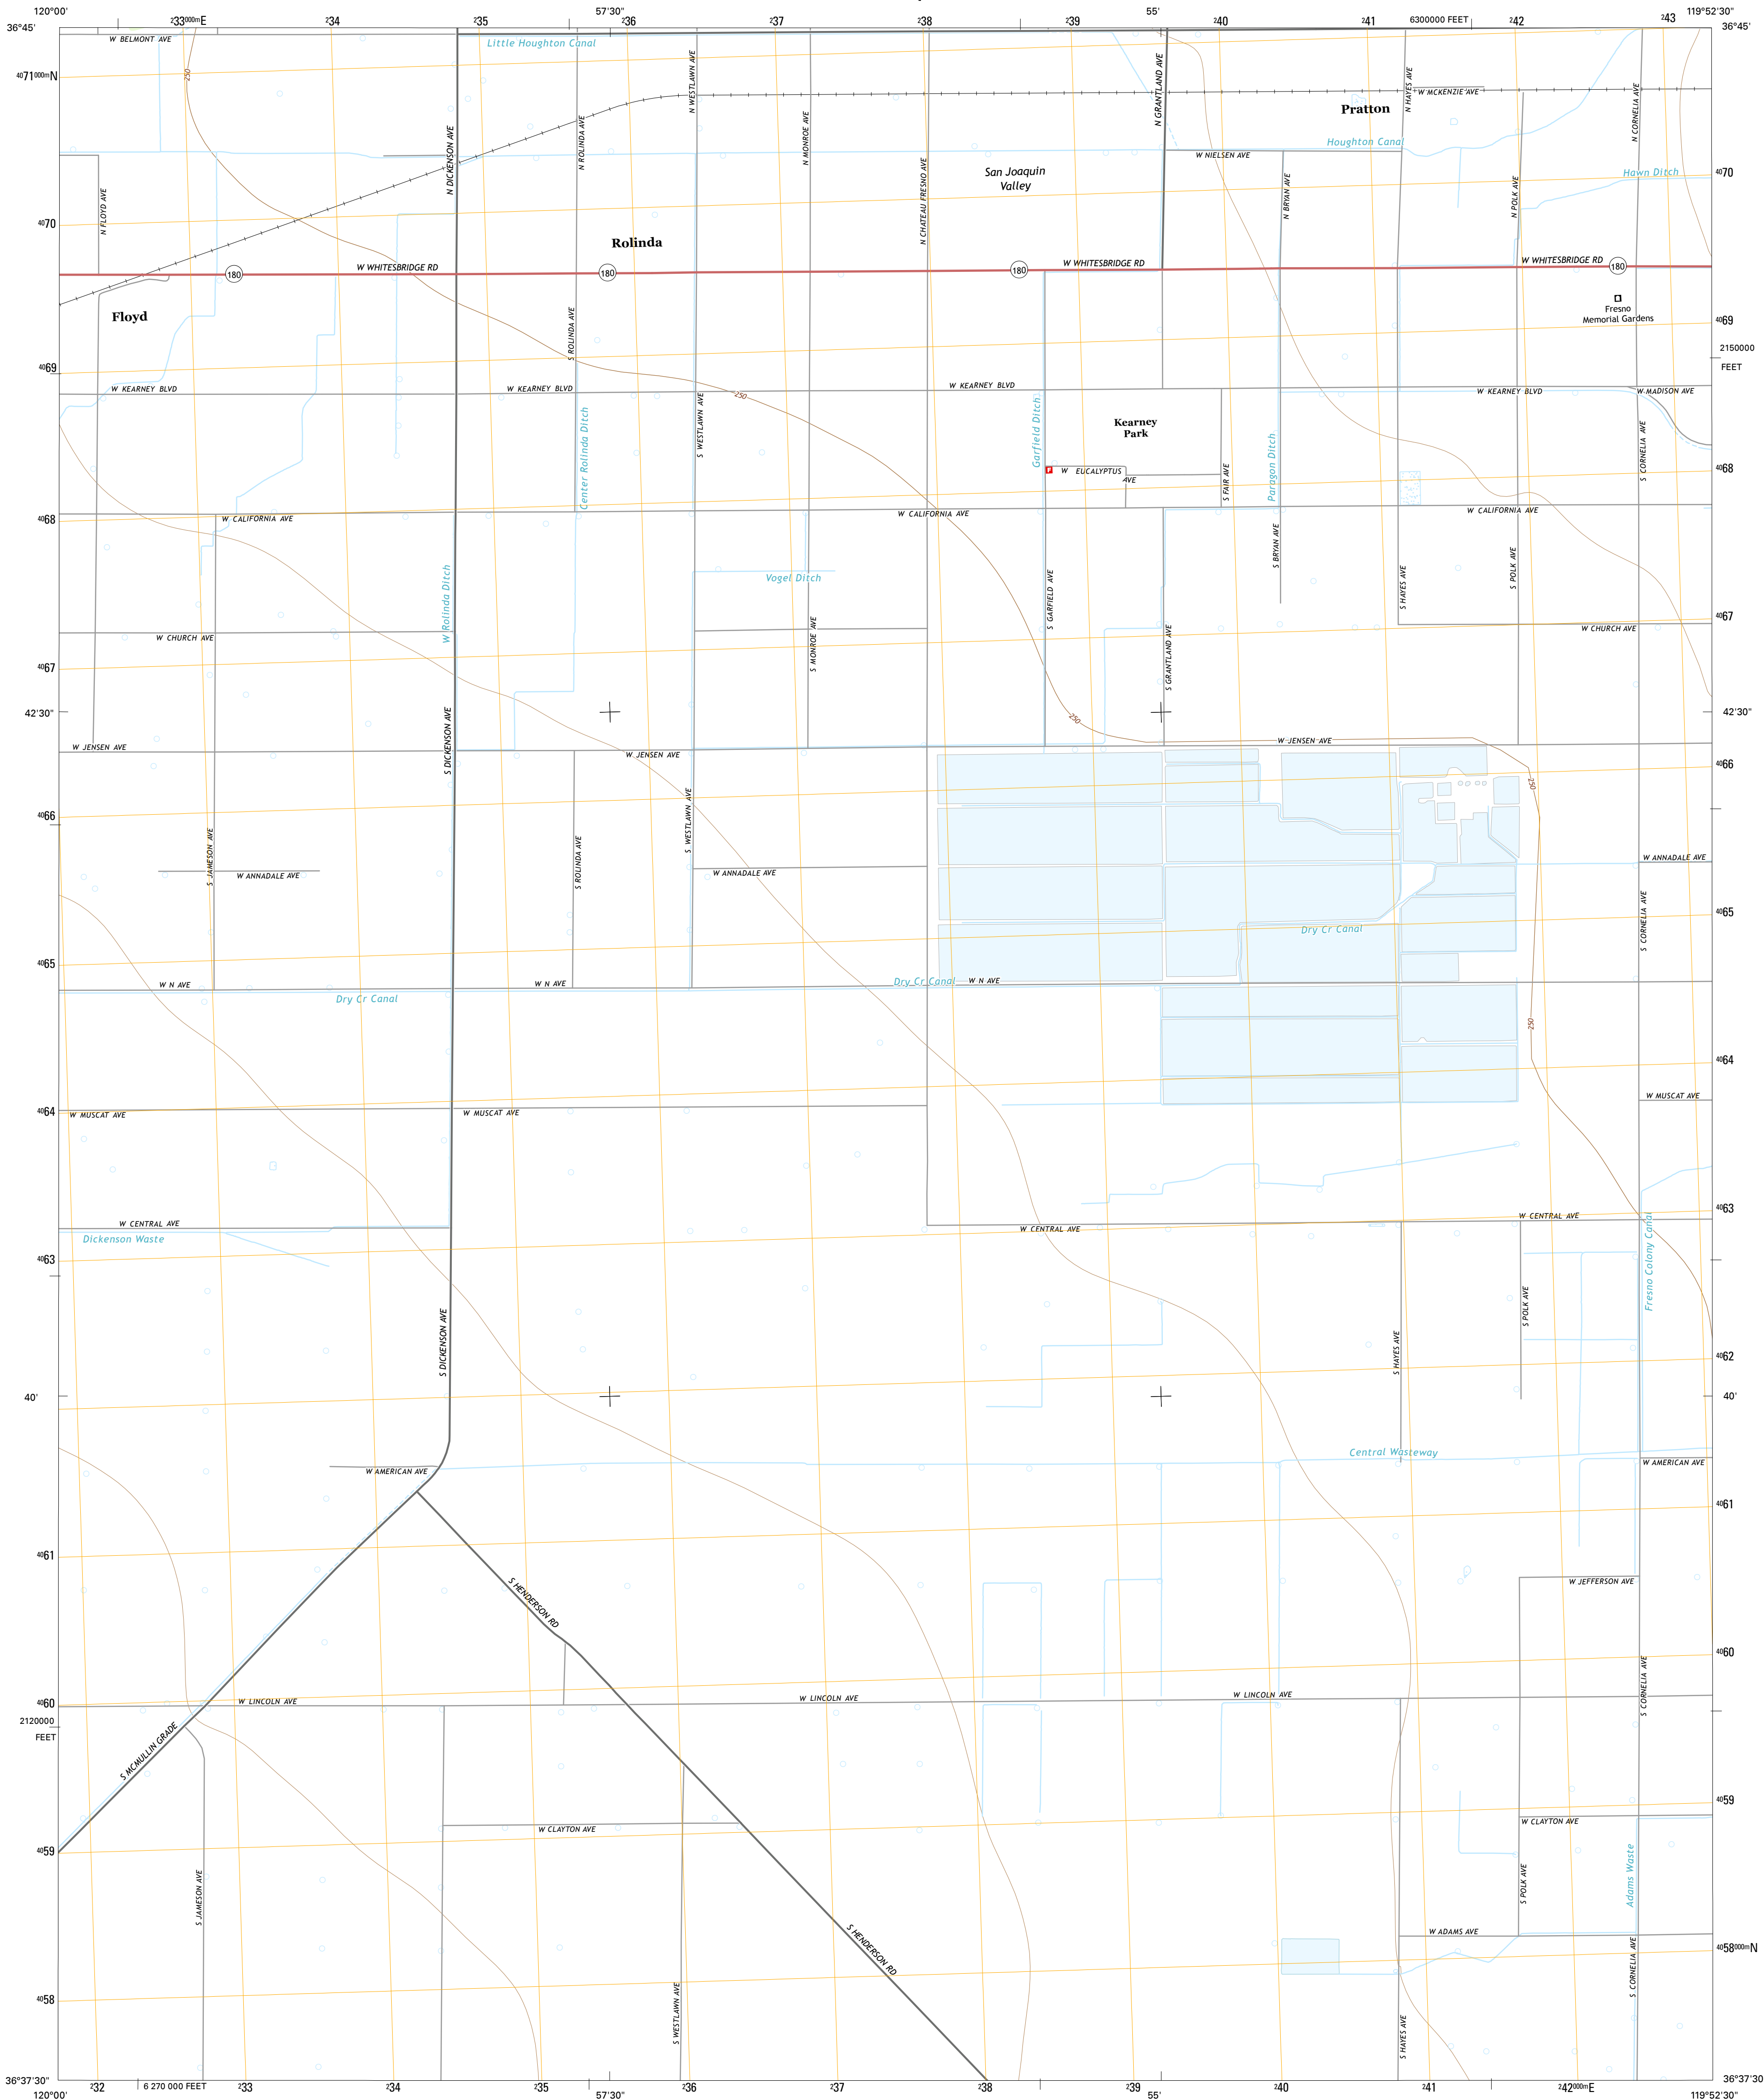 120°00'
²33⁰⁰⁰ᵐE
²34
²35
57'30"
²36
²37
²38
²39
55'
²40
²41
6300000 FEET
²42
²43
119°52'30"
36°45'
36°45'
W BELMONT AVE
Little Houghton Canal
⁴⁰71⁰⁰⁰ᵐN
250
N WESTLAWN AVE
N GRANTLAND AVE
N HAYES AVE
W MCKENZIE AVE
N CORNELIA AVE
Pratton
N DICKENSON AVE
N ROLINDA AVE
N MONROE AVE
Houghton Canal
W NIELSEN AVE
San Joaquin
Valley
Hawn Ditch
⁴⁰70
N FLOYD AVE
N CHATEAU FRESNO AVE
N BRYAN AVE
N POLK AVE
⁴⁰70
Rolinda
W WHITESBRIDGE RD
W WHITESBRIDGE RD
W WHITESBRIDGE RD
180
180
180
180
Fresno
Memorial Gardens
Floyd
S ROLINDA AVE
⁴⁰69
2150000
FEET
⁴⁰69
W KEARNEY BLVD
W KEARNEY BLVD
W KEARNEY BLVD
W KEARNEY BLVD
W MADISON AVE
250
Center Rolinda Ditch
S WESTLAWN AVE
Garfield Ditch
Kearney
Park
Paragon Ditch
S CORNELIA AVE
W EUCALYPTUS
AVE
S FAIR AVE
⁴⁰68
⁴⁰68
W CALIFORNIA AVE
W CALIFORNIA AVE
W CALIFORNIA AVE
W Rolinda Ditch
Vogel Ditch
S BRYAN AVE
S POLK AVE
S HAYES AVE
S GARFIELD AVE
⁴⁰67
W CHURCH AVE
W CHURCH AVE
S MONROE AVE
S GRANTLAND AVE
⁴⁰67
42'30"
42'30"
S DICKENSON AVE
250
W JENSEN AVE
W JENSEN AVE
W JENSEN AVE
⁴⁰66
250
⁴⁰66
S JAMESON AVE
S WESTLAWN AVE
S ROLINDA AVE
W ANNADALE AVE
W ANNADALE AVE
W ANNADALE AVE
S CORNELIA AVE
⁴⁰65
Dry Cr Canal
⁴⁰65
W N AVE
W N AVE
Dry Cr Canal
W N AVE
Dry Cr Canal
250
⁴⁰64
W MUSCAT AVE
⁴⁰64
W MUSCAT AVE
W MUSCAT AVE
⁴⁰63
W CENTRAL AVE
W CENTRAL AVE
W CENTRAL AVE
Dickenson Waste
Fresno Colony Canal
⁴⁰63
S POLK AVE
S DICKENSON AVE
S HAYES AVE
⁴⁰62
40'
40'
Central Wasteway
W AMERICAN AVE
W AMERICAN AVE
⁴⁰61
⁴⁰61
W JEFFERSON AVE
S HENDERSON RD
⁴⁰60
S CORNELIA AVE
⁴⁰60
W LINCOLN AVE
W LINCOLN AVE
W LINCOLN AVE
2120000
FEET
S MCMULLIN GRADE
⁴⁰59
W CLAYTON AVE
W CLAYTON AVE
⁴⁰59
S JAMESON AVE
S POLK AVE
Adams Waste
W ADAMS AVE
S HENDERSON RD
⁴⁰58⁰⁰⁰ᵐN
S CORNELIA AVE
⁴⁰58
S WESTLAWN AVE
S HAYES AVE
36°37'30"
36°37'30"
²32
6 270 000 FEET
²33
²34
²35
²36
²37
²38
²39
²40
²41
²42⁰⁰⁰ᵐE
120°00'
57'30"
55'
119°52'30"